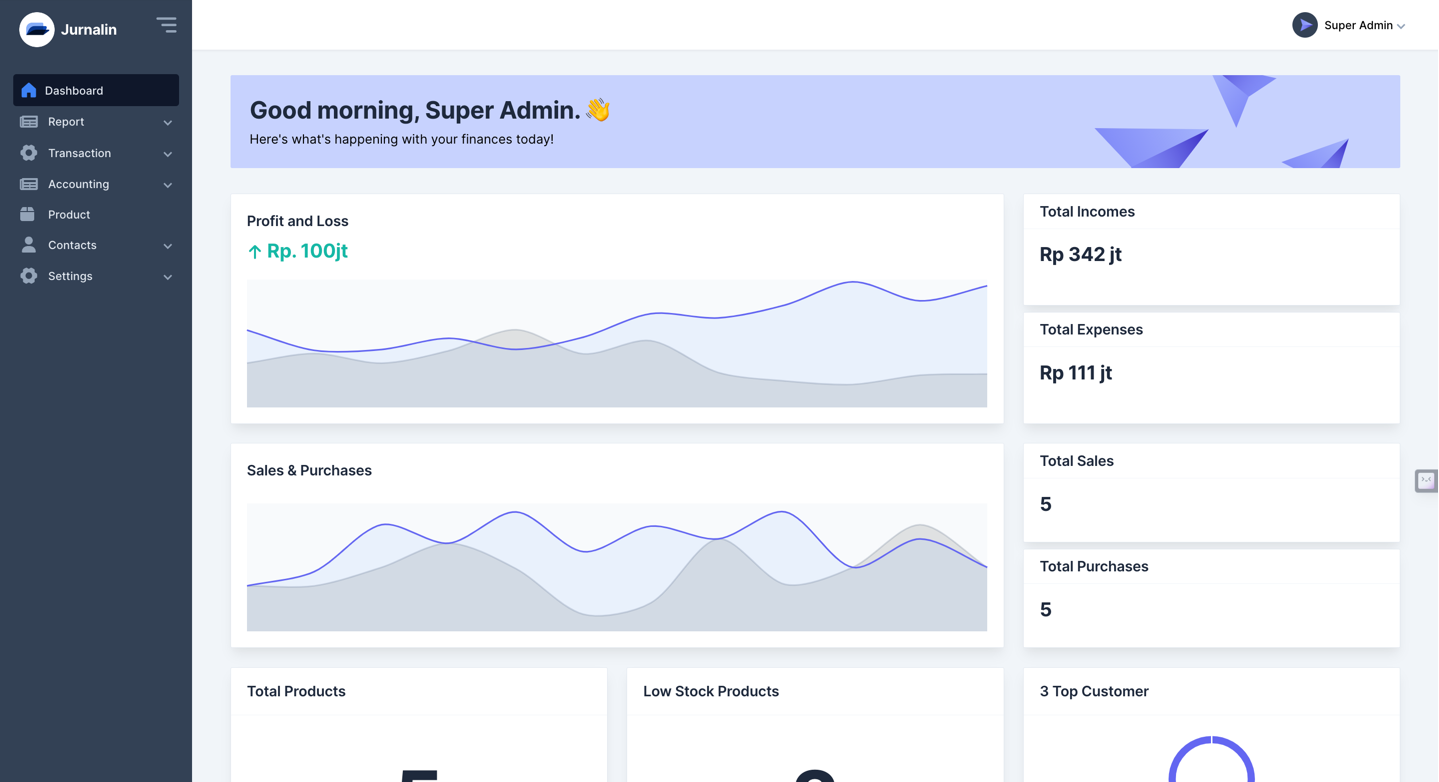 Jurnalin
Dashboard
Report
Transaction
Accounting
Product
Contacts
Settings
Super Admin
Good morning, Super Admin. 👋
Here's what's happening with your finances today!
Profit and Loss
↑ Rp. 100jt
Total Incomes
Rp 342 jt
Total Expenses
Rp 111 jt
Sales & Purchases
Total Sales
5
Total Purchases
5
Total Products
Low Stock Products
3 Top Customer